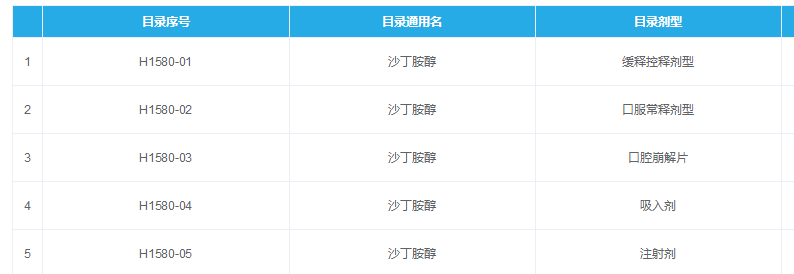 目录序号 目录通用名 目录剂型
1 H1580-01 沙丁胺醇 缓释控释剂型
2 H1580-02 沙丁胺醇 口服常释剂型
3 H1580-03 沙丁胺醇 口腔崩解片
4 H1580-04 沙丁胺醇 吸入剂
5 H1580-05 沙丁胺醇 注射剂